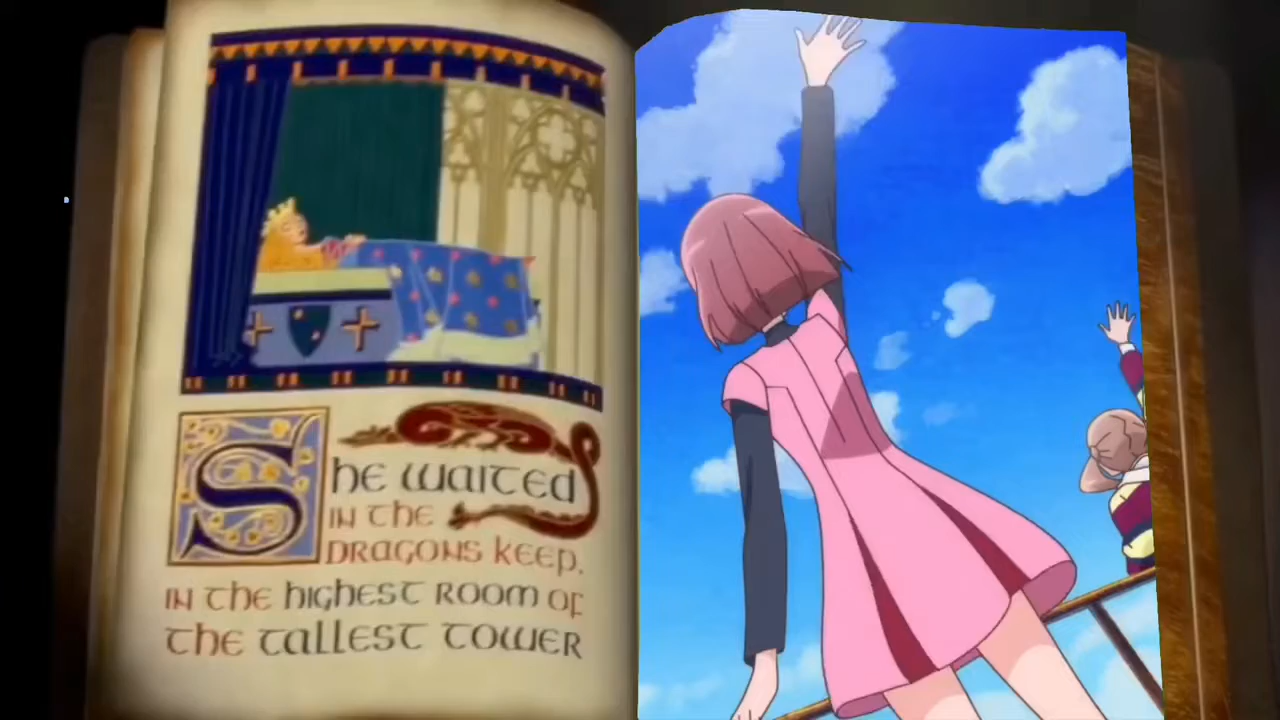 She waited
in the
dragons keep.
in the highest room of
the tallest tower